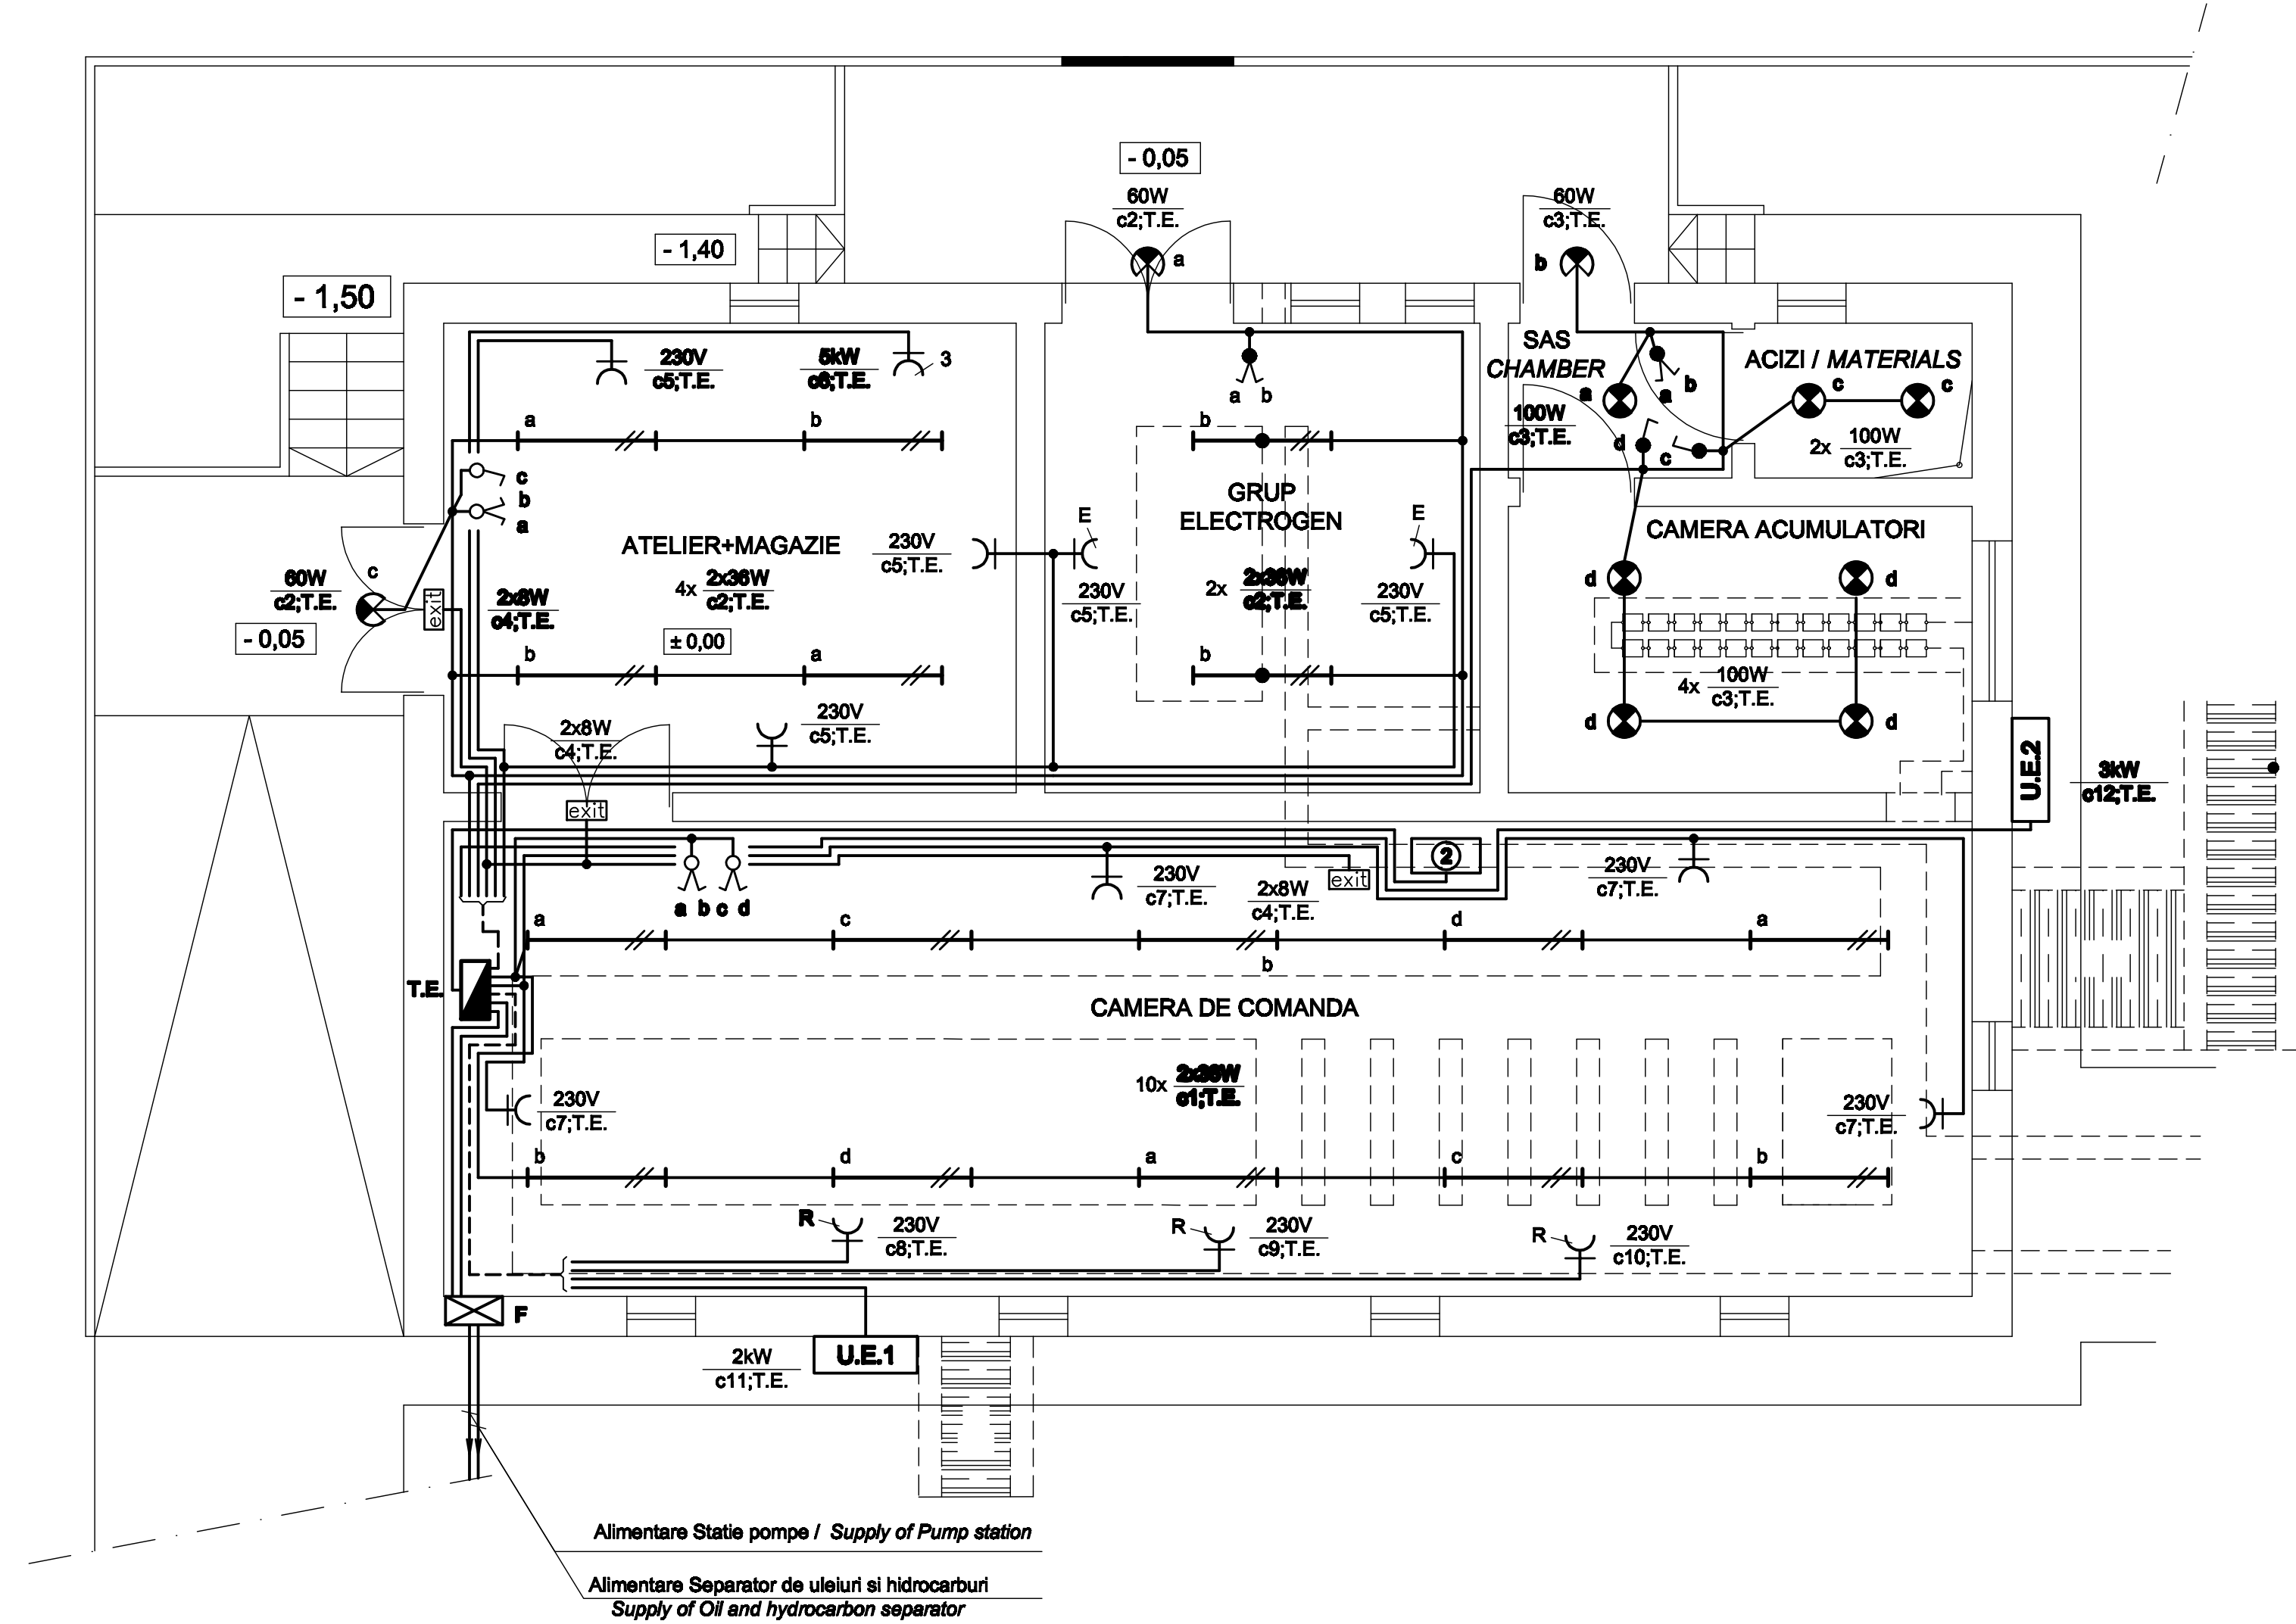 - 0,05
60W
c2;T.E.
a
60W
c3;T.E.
b
- 1,40
- 1,50
230V
c5;T.E.
5kW
c6;T.E.
3
a
b
SAS
CHAMBER
a
b
a
b
a
100W
c3;T.E.
d
c
ACIZI / MATERIALS
c
c
2x 100W
c3;T.E.
b
c
b
a
GRUP
ELECTROGEN
E
E
CAMERA ACUMULATORI
ATELIER+MAGAZIE
4x 2x36W
c2;T.E.
230V
c5;T.E.
230V
c5;T.E.
2x 2x36W
c2;T.E.
230V
c5;T.E.
c
60W
c2;T.E.
exit
2x8W
c4;T.E.
- 0,05
± 0,00
b
a
b
d
d
4x 100W
c3;T.E.
d
d
230V
c5;T.E.
2x8W
c4;T.E.
exit
U.E.2
3kW
c12;T.E.
2
a b c d
230V
c7;T.E.
exit
2x8W
c4;T.E.
230V
c7;T.E.
a
c
b
d
a
T.E.
CAMERA DE COMANDA
10x 2x36W
c1;T.E.
230V
c7;T.E.
230V
c7;T.E.
b
d
a
c
b
R
230V
c8;T.E.
R
230V
c9;T.E.
R
230V
c10;T.E.
F
2kW
c11;T.E.
U.E.1
Alimentare Statie pompe / Supply of Pump station
Alimentare Separator de uleiuri si hidrocarburi
Supply of Oil and hydrocarbon separator